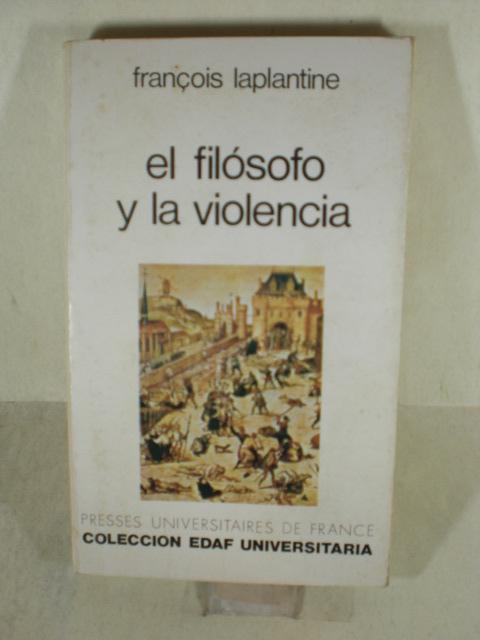 françois laplantine
el filósofo
y la violencia
PRESSES UNIVERSITAIRES DE FRANCE
COLECCION EDAF UNIVERSITARIA